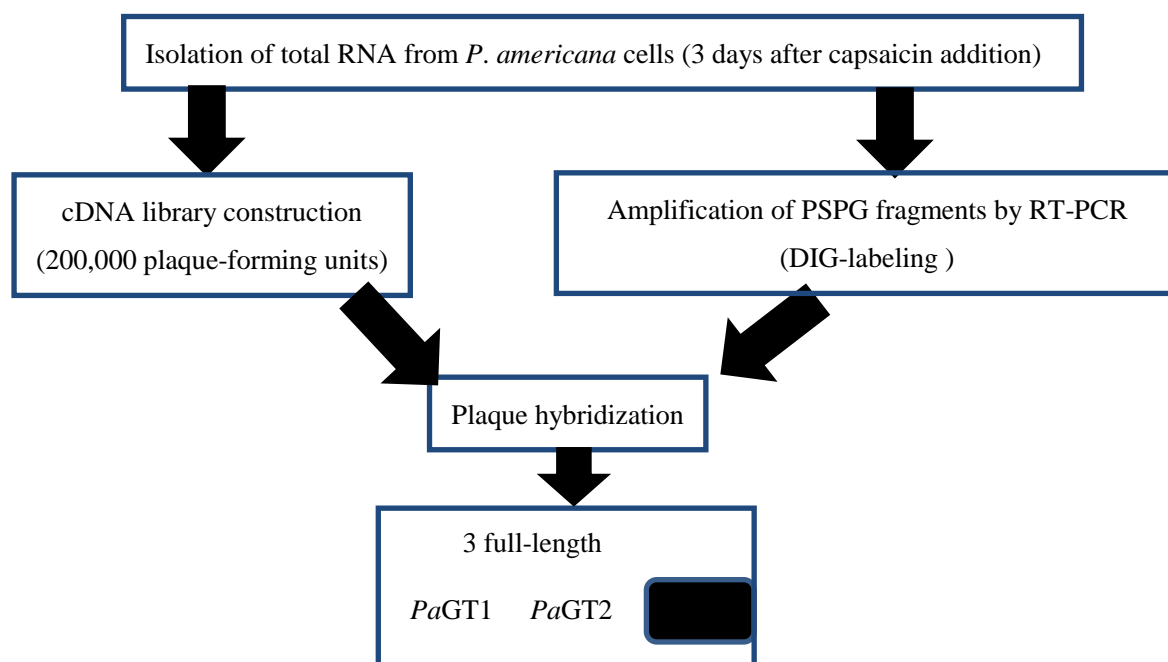 Isolation of total RNA from P. americana cells (3 days after capsaicin addition)
cDNA library construction
(200,000 plaque-forming units)
Amplification of PSPG fragments by RT-PCR
(DIG-labeling )
Plaque hybridization
3 full-length
PaGT1 PaGT2